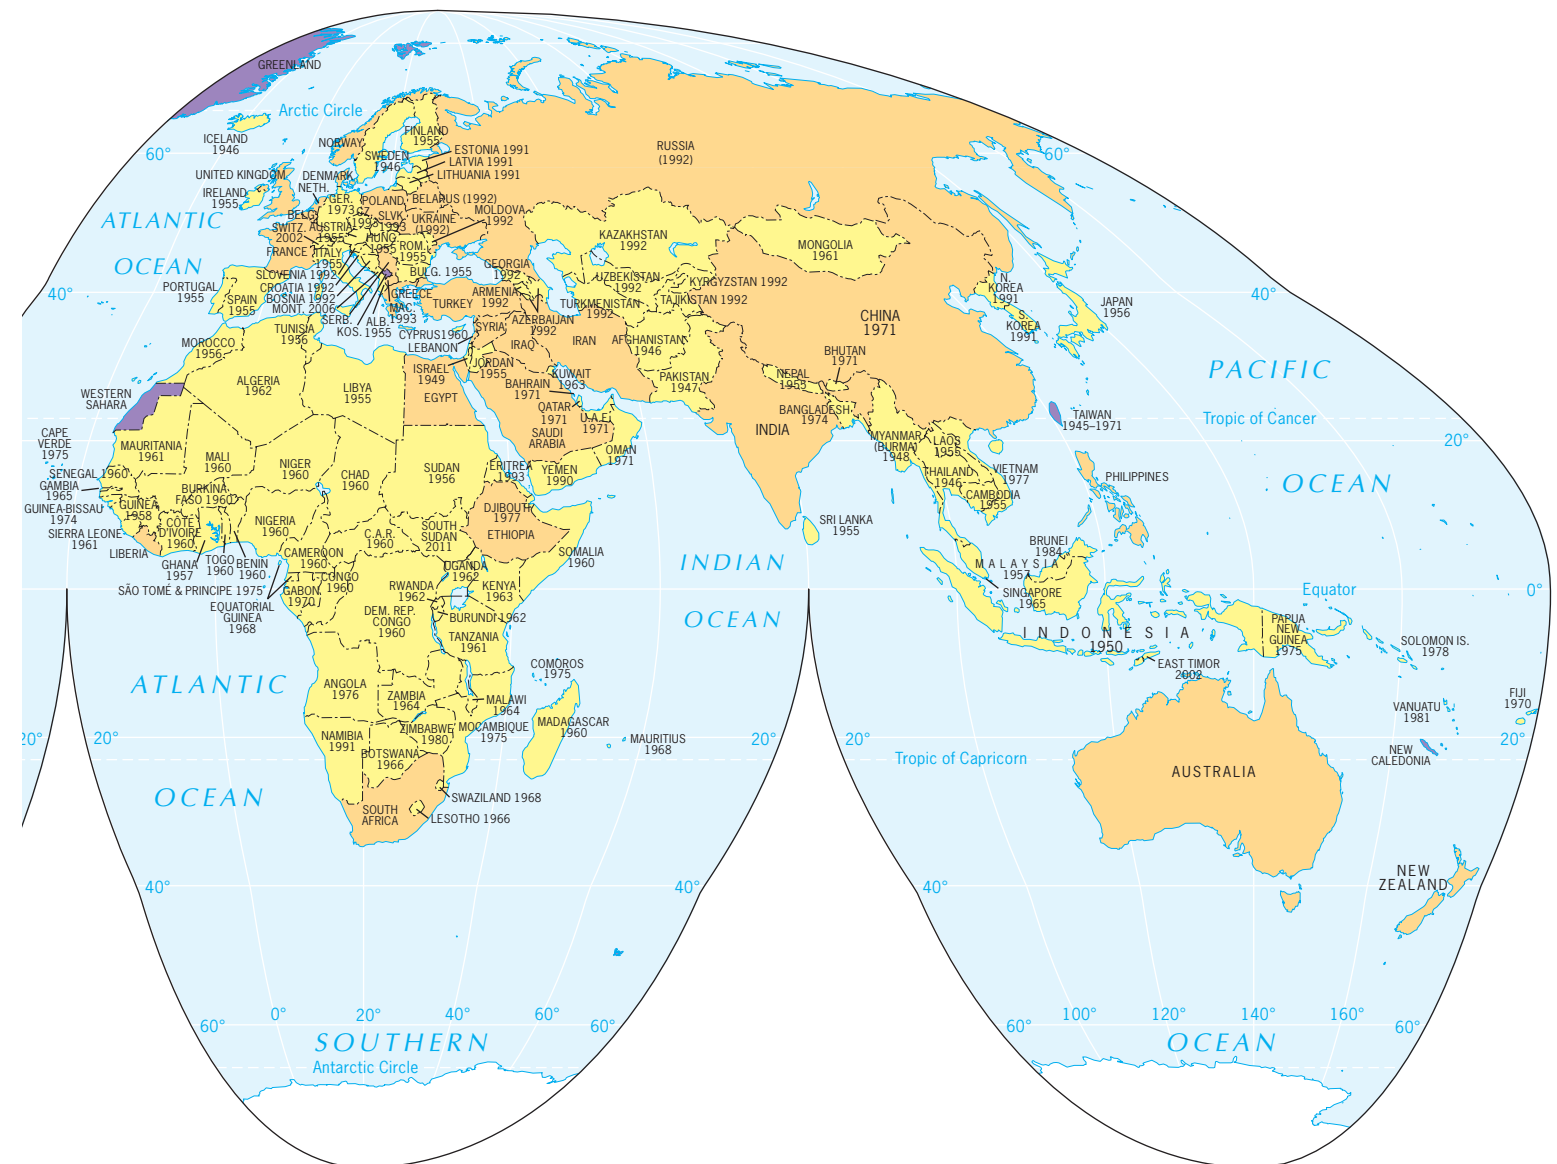 GREENLAND
Arctic Circle
ICELAND
1946
60°
NORWAY
FINLAND
1955
SWEDEN
1946
ESTONIA 1991
LATVIA 1991
LITHUANIA 1991
RUSSIA
(1992)
60°
UNITED KINGDOM
DENMARK
NETH.
IRELAND
1955
GER.
1973
POLAND
BELARUS (1992)
MOLDOVA
1992
ATLANTIC
BELG.
CZ.
1993
SLVK.
1993
UKRAINE
(1992)
SWITZ.
2002
AUSTRIA
1955
HUNG.
1955
ROM.
1955
FRANCE
ITALY
1955
KAZAKHSTAN
1992
MONGOLIA
1961
OCEAN
SLOVENIA 1992
BULG. 1955
GEORGIA
1992
PORTUGAL
1955
CROATIA 1992
BOSNIA 1992
MONT. 2006
SERB.
KOS.
ALB.
1955
GREECE
MAC.
1993
40°
SPAIN
1955
TURKEY
ARMENIA
1992
AZERBAIJAN
1992
UZBEKISTAN
1992
KYRGYZSTAN 1992
TURKMENISTAN
1992
TAJIKISTAN 1992
N.
KOREA
1991
S.
KOREA
1991
JAPAN
1956
40°
CHINA
1971
TUNISIA
1956
MOROCCO
1956
CYPRUS1960
LEBANON
SYRIA
IRAQ
IRAN
AFGHANISTAN
1946
BHUTAN
1971
PACIFIC
ISRAEL
1949
JORDAN
1955
KUWAIT
1963
PAKISTAN
1947
NEPAL
1955
WESTERN
SAHARA
ALGERIA
1962
LIBYA
1955
EGYPT
BAHRAIN
1971
QATAR
1971
U.A.E.
1971
SAUDI
ARABIA
INDIA
BANGLADESH
1974
TAIWAN
1945–1971
Tropic of Cancer
20°
CAPE
VERDE
1975
MAURITANIA
1961
MALI
1960
NIGER
1960
CHAD
1960
SUDAN
1956
ERITREA
1993
YEMEN
1990
OMAN
1971
MYANMAR
(BURMA)
1948
LAOS
1955
THAILAND
1946
VIETNAM
1977
CAMBODIA
1955
PHILIPPINES
OCEAN
SENEGAL 1960
GAMBIA
1965
GUINEA-BISSAU
1974
GUINEA
1958
BURKINA
FASO 1960
SIERRA LEONE
1961
LIBERIA
CÔTE
D'IVOIRE
1960
GHANA
1957
TOGO
1960
BENIN
1960
NIGERIA
1960
CAMEROON
1960
C.A.R.
1960
SOUTH
SUDAN
2011
DJIBOUTI
1977
ETHIOPIA
SOMALIA
1960
SRI LANKA
1955
INDIAN
OCEAN
BRUNEI
1984
MALAYSIA
1957
SINGAPORE
1965
Equator
0°
SÃO TOMÉ & PRINCIPE 1975
EQUATORIAL
GUINEA
1968
GABON
1970
CONGO
1960
RWANDA
1962
UGANDA
1962
KENYA
1963
DEM. REP.
CONGO
1960
BURUNDI 1962
TANZANIA
1961
INDONESIA
1950
PAPUA
NEW
GUINEA
1975
SOLOMON IS.
1978
EAST TIMOR
2002
COMOROS
1975
ATLANTIC
OCEAN
ANGOLA
1976
ZAMBIA
1964
MALAWI
1964
MOCAMBIQUE
1975
MADAGASCAR
1960
MAURITIUS
1968
NAMIBIA
1991
ZIMBABWE
1980
BOTSWANA
1966
FIJI
1970
VANUATU
1981
NEW
CALEDONIA
20°
20°
20°
20°
20°
Tropic of Capricorn
AUSTRALIA
SWAZILAND 1968
SOUTH
AFRICA
LESOTHO 1966
NEW
ZEALAND
40°
40°
40°
60°
0°
20°
40°
60°
60°
60°
100°
120°
140°
160°
60°
SOUTHERN
OCEAN
Antarctic Circle